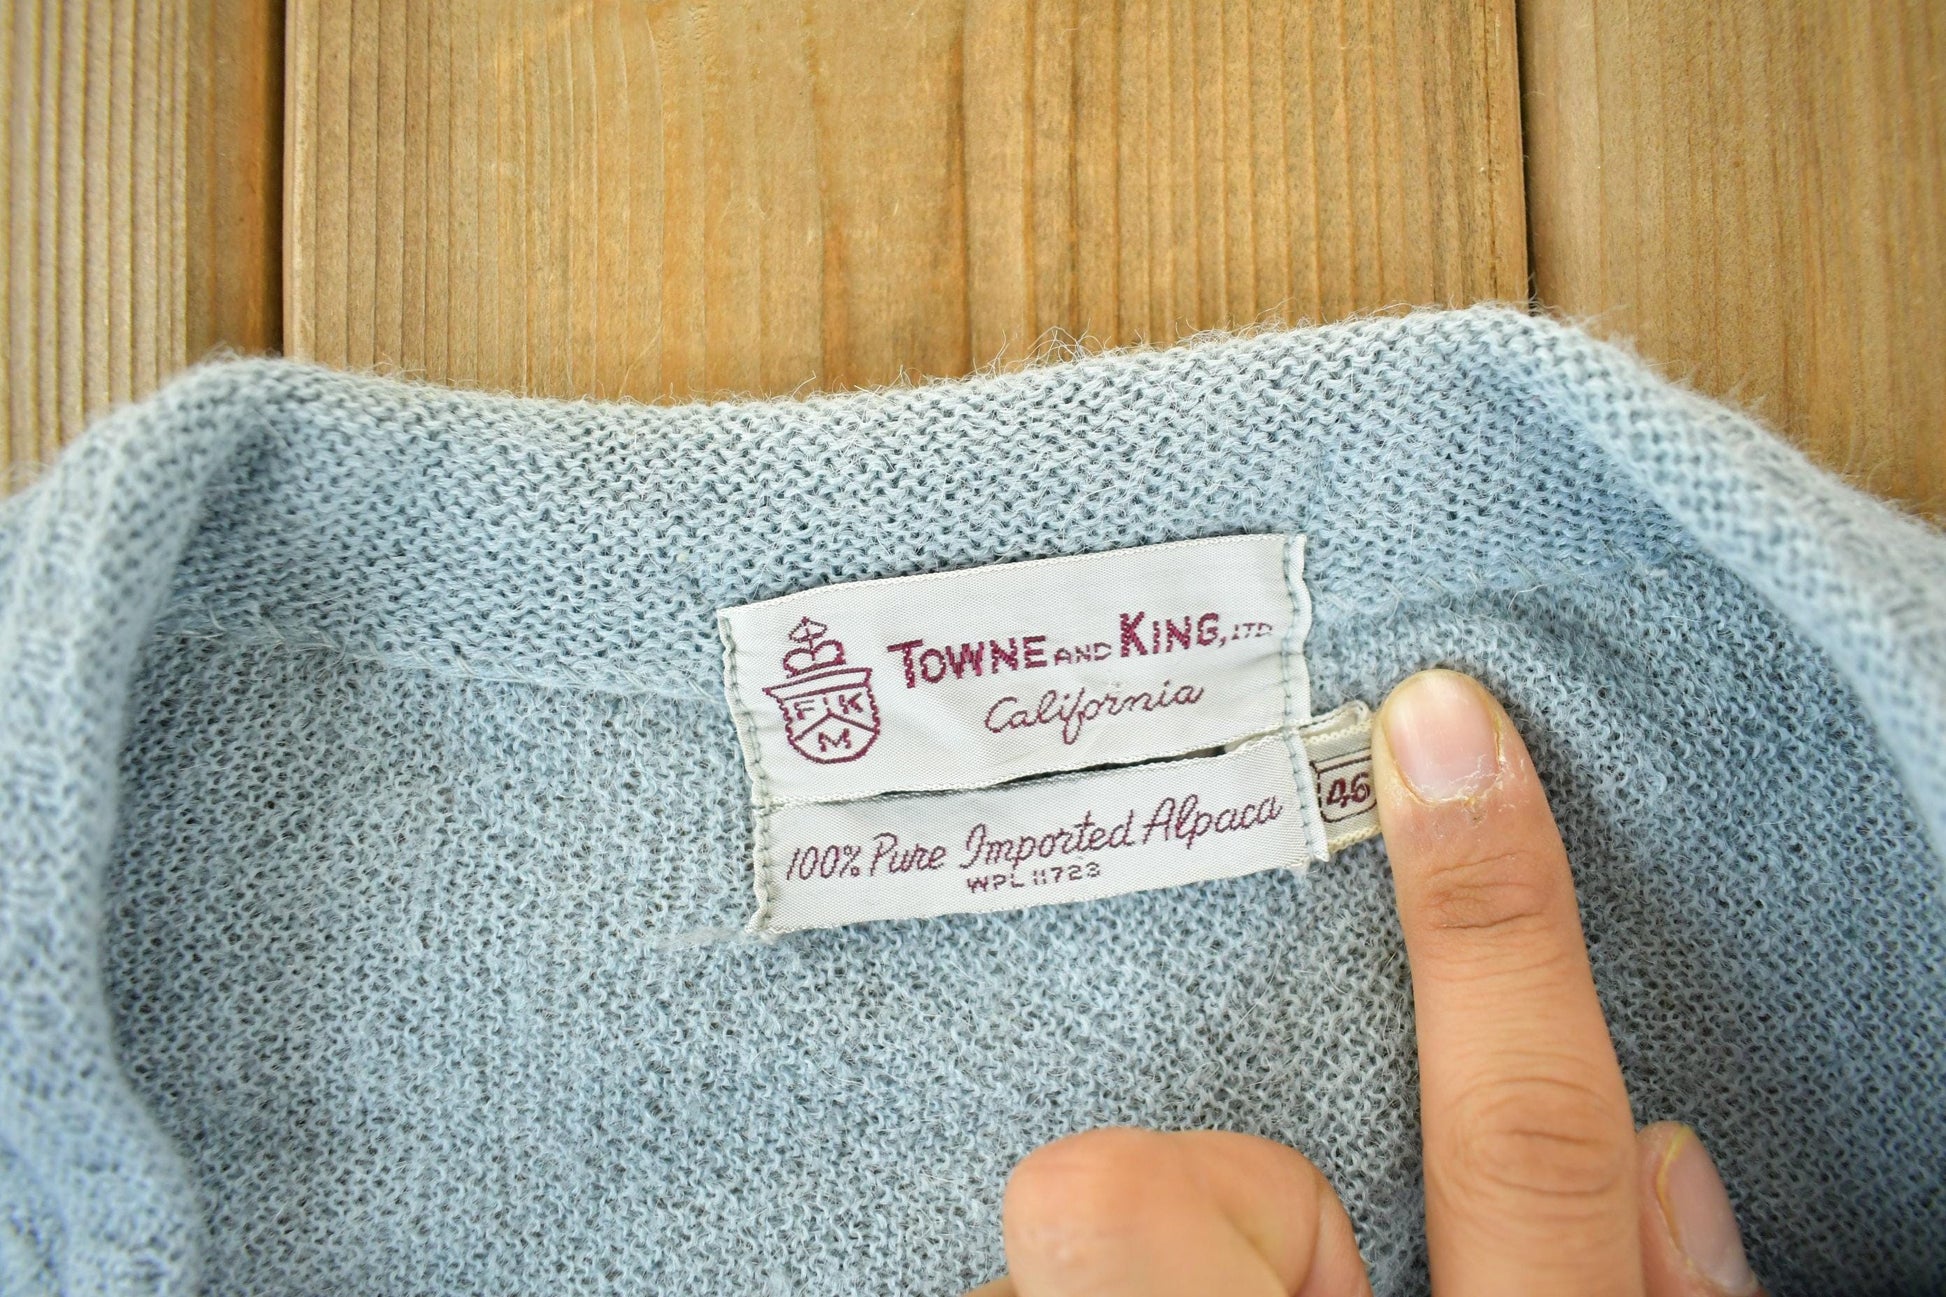 F K
M
TOWNE AND KING, LTD.
California
100% Pure Imported Alpaca
WPL 11723
46